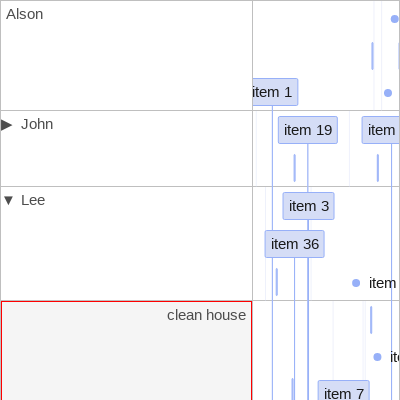 Alson
item 1
▶ John
item 19
item
▼ Lee
item 3
item 36
item
clean house
item 7